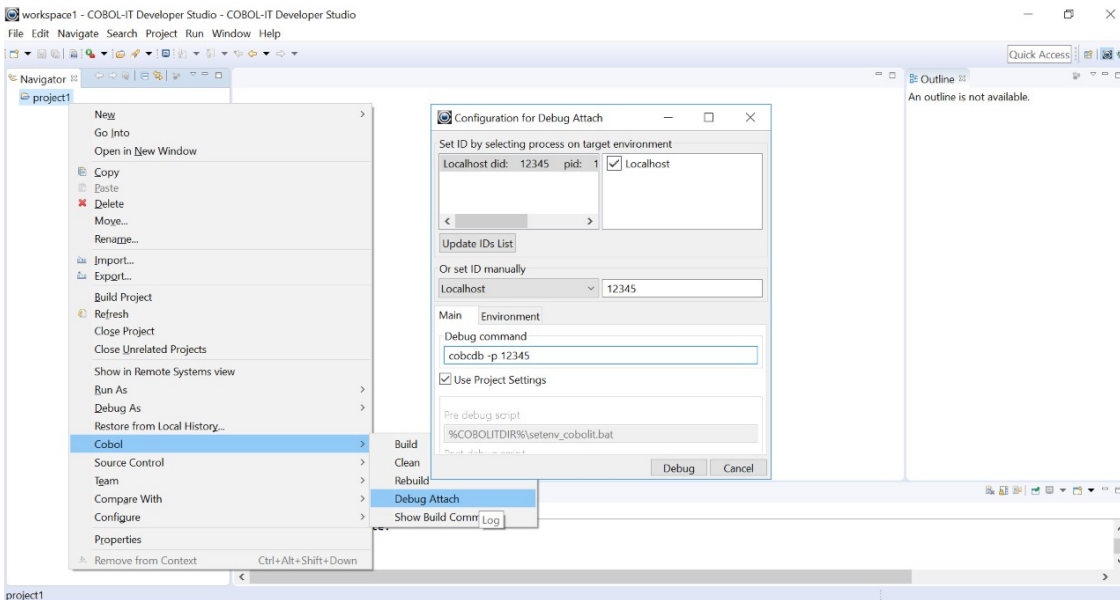 workspace1 - COBOL-IT Developer Studio - COBOL-IT Developer Studio
File Edit Navigate Search Project Run Window Help
Quick Access
Navigator
project1
Outline
An outline is not available.
New
Go Into
Open in New Window
Copy
Paste
Delete
Move...
Rename...
Import...
Export...
Build Project
Refresh
Close Project
Close Unrelated Projects
Show in Remote Systems view
Run As
Debug As
Restore from Local History...
Cobol
Source Control
Team
Compare With
Configure
Properties
Remove from Context Ctrl+Alt+Shift+Down
Build
Clean
Rebuild
Debug Attach
Show Build Comm
Log
Configuration for Debug Attach
Set ID by selecting process on target environment
Localhost did: 12345 pid: 1
Localhost
Update IDs List
Or set ID manually
Localhost 12345
Main Environment
Debug command
cobcdb -p 12345
Use Project Settings
Pre debug script
%COBOLITDIR%\setenv_cobolit.bat
Debug Cancel
project1